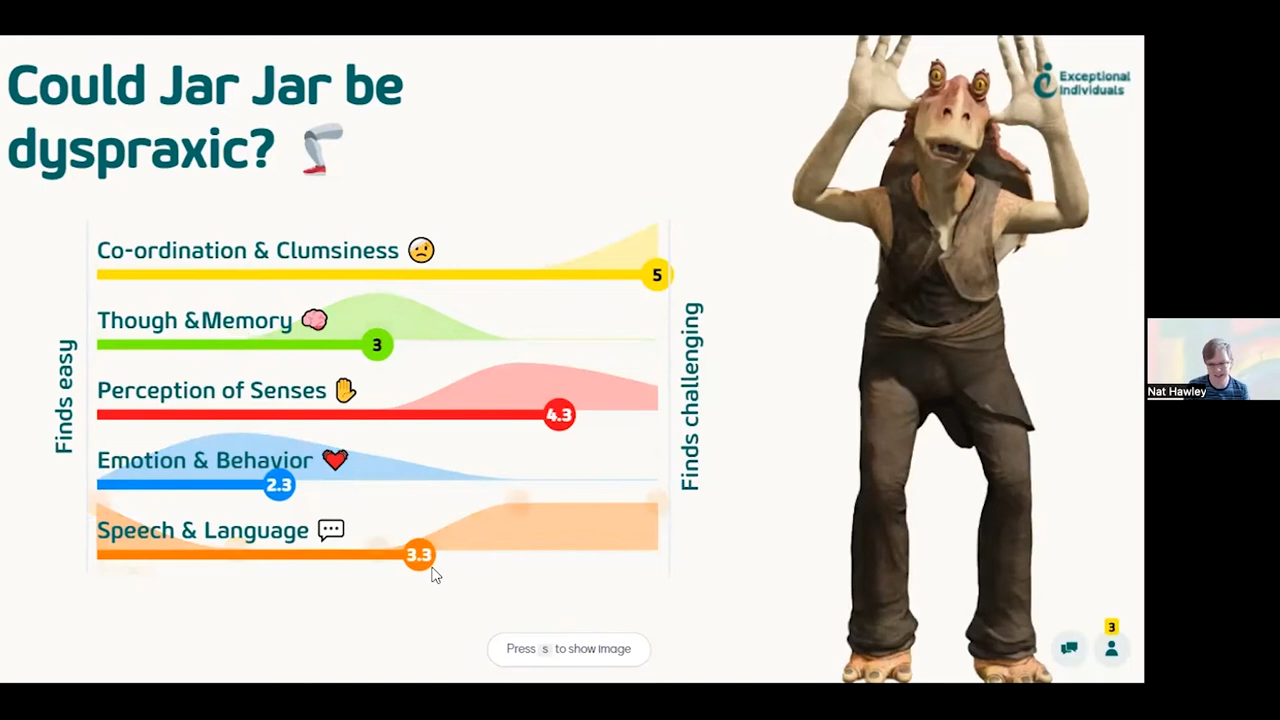 Could Jar Jar be
dyspraxic?
Exceptional
Individuals
Co-ordination & Clumsiness
5
Though &Memory
3
Perception of Senses
4.3
Emotion & Behavior
2.3
Speech & Language
3.3
Finds easy
Finds challenging
Press s to show image
3
Nat Hawley